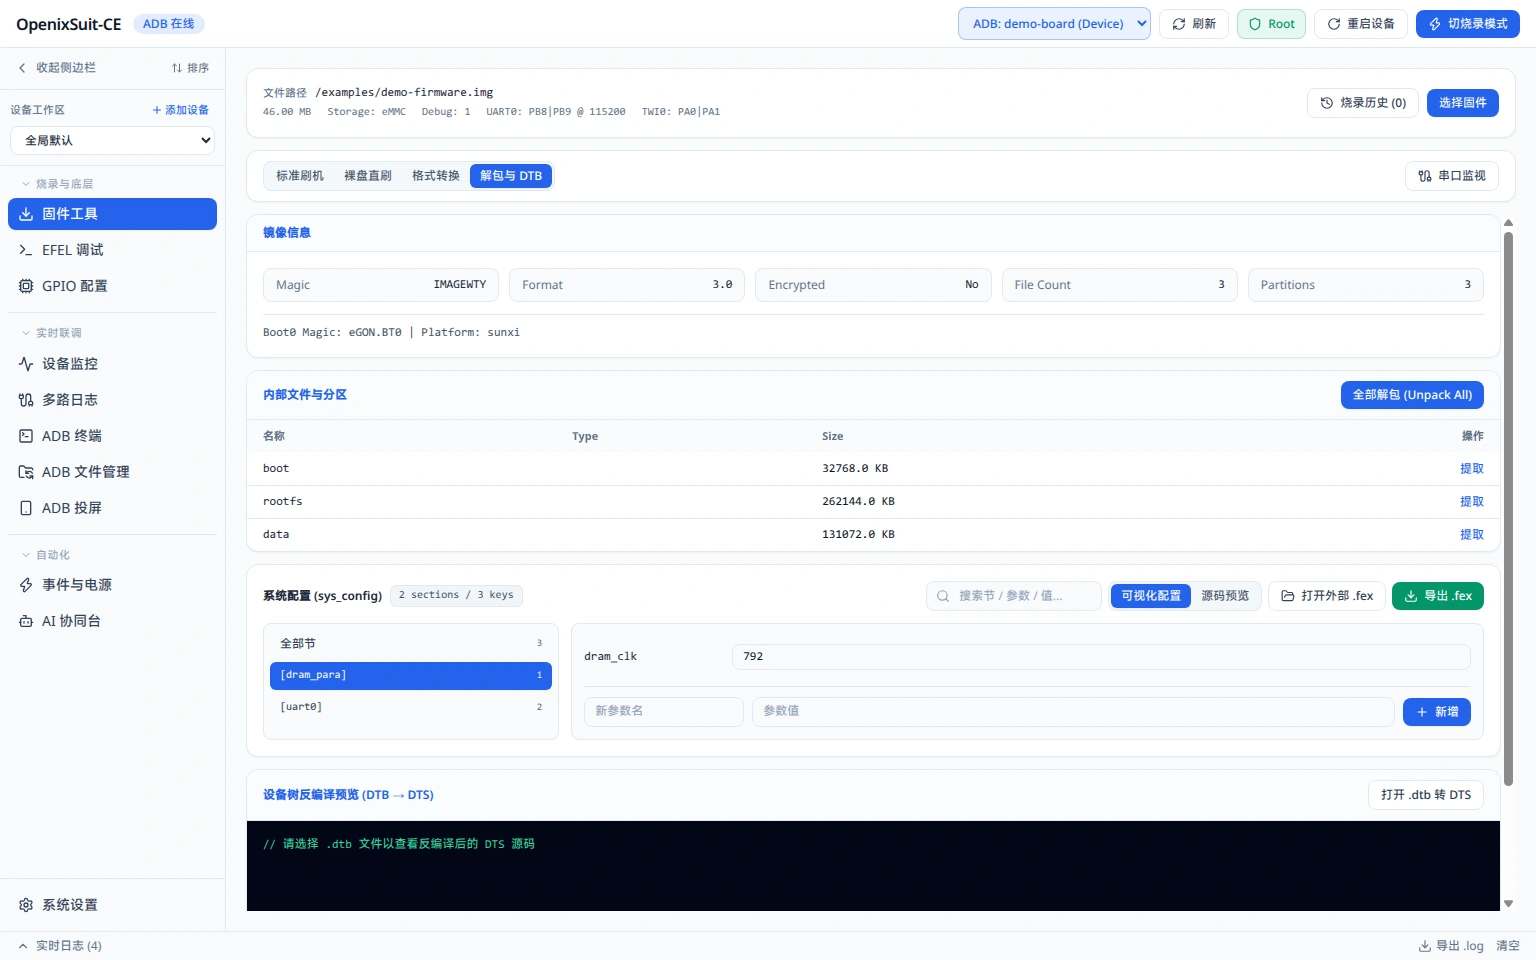 OpenixSuit-CE ADB 在线 ADB: demo-board (Device) 刷新 Root 重启设备 切烧录模式
收起侧边栏 排序
设备工作区 + 添加设备
全局默认
烧录与底层
固件工具
EFEL 调试
GPIO 配置
实时联调
设备监控
多路日志
ADB 终端
ADB 文件管理
ADB 投屏
自动化
事件与电源
AI 协同台
系统设置
文件路径 /examples/demo-firmware.img
46.00 MB Storage: eMMC Debug: 1 UART0: PB8|PB9 @ 115200 TWI0: PA0|PA1
烧录历史 (0) 选择固件
标准刷机 裸盘直刷 格式转换 解包与 DTB 串口监视
镜像信息
Magic IMAGEWTY Format 3.0 Encrypted No File Count 3 Partitions 3
Boot0 Magic: eGON.BT0 | Platform: sunxi
内部文件与分区 全部解包 (Unpack All)
名称 Type Size 操作
boot 32768.0 KB 提取
rootfs 262144.0 KB 提取
data 131072.0 KB 提取
系统配置 (sys_config) 2 sections / 3 keys 搜索节 / 参数 / 值... 可视化配置 源码预览 打开外部 .fex 导出 .fex
全部节 3
[dram_para] 1
[uart0] 2
dram_clk 792
新参数名 参数值 + 新增
设备树反编译预览 (DTB → DTS) 打开 .dtb 转 DTS
// 请选择 .dtb 文件以查看反编译后的 DTS 源码
实时日志 (4) 导出 .log 清空